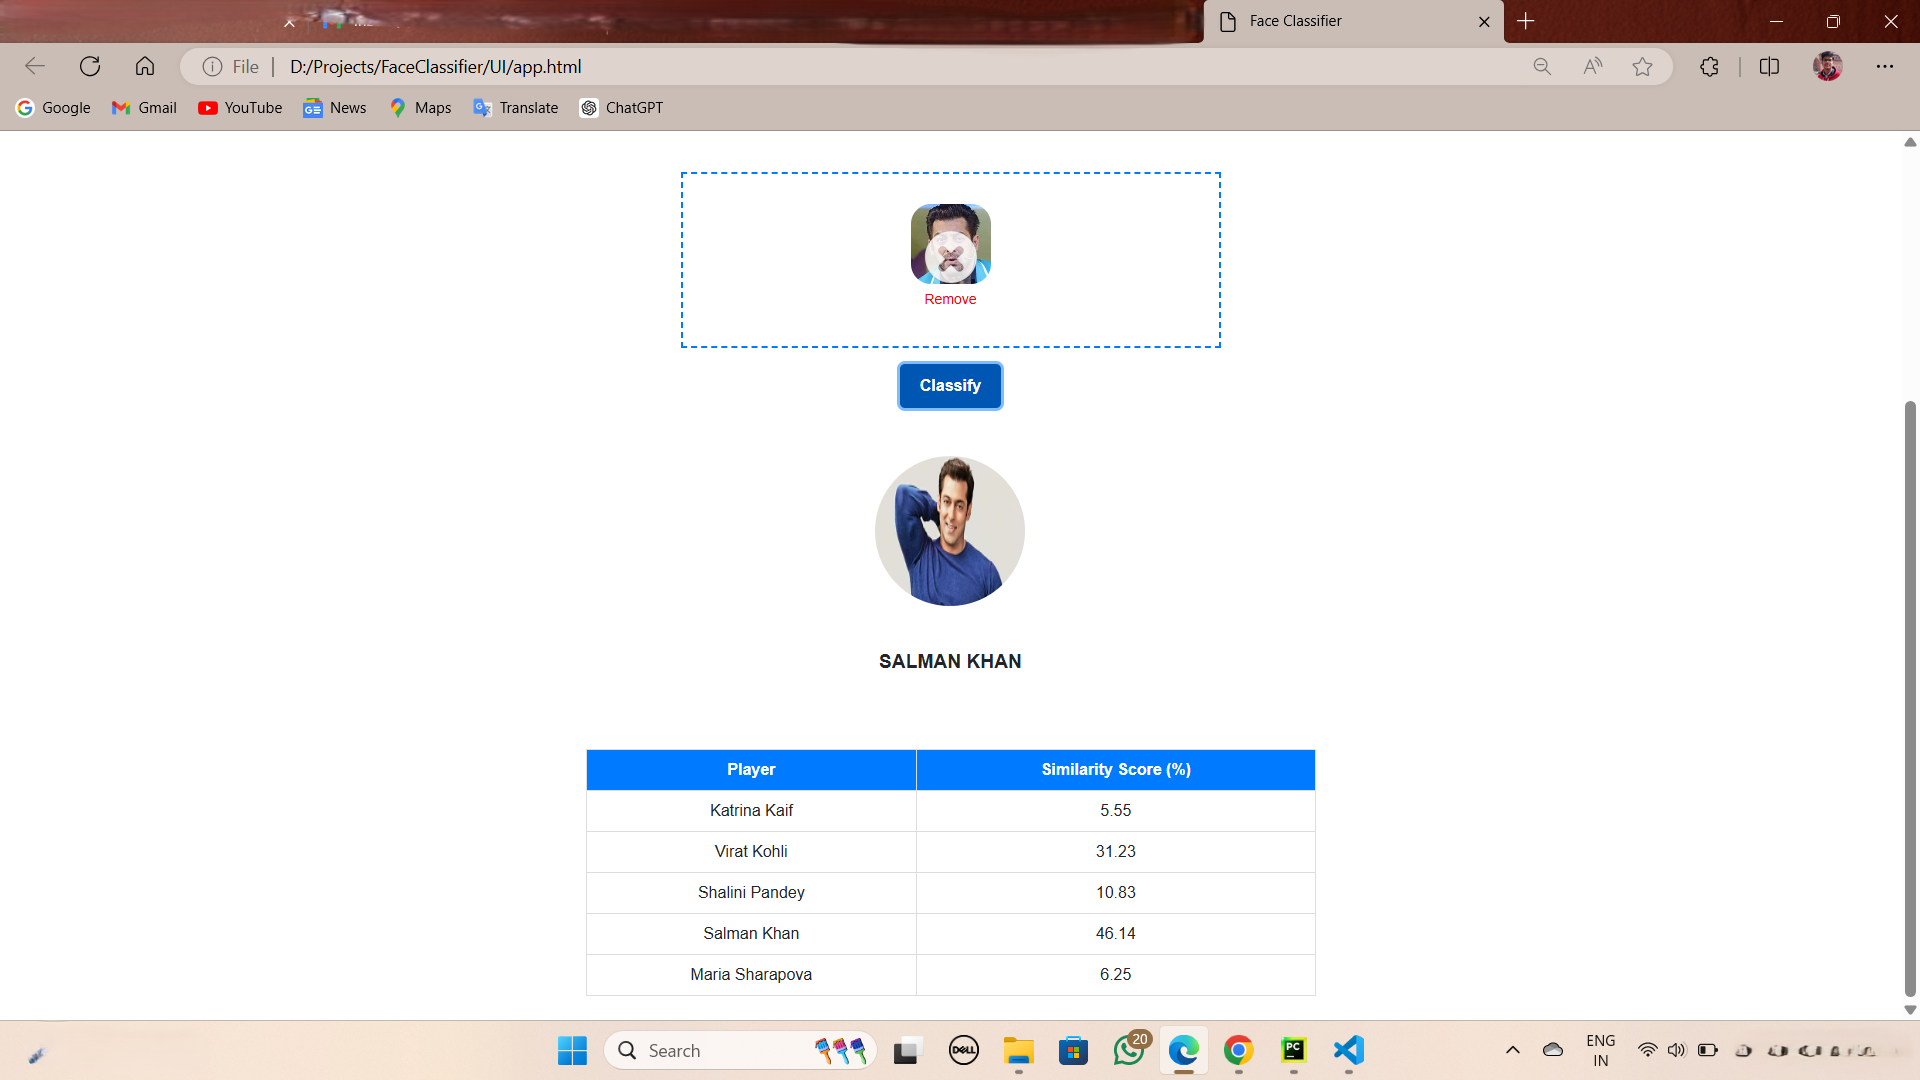 Face Classifier
File
D:/Projects/FaceClassifier/UI/app.html
Google Gmail YouTube News Maps Translate ChatGPT
Remove
Classify
SALMAN KHAN
Player Similarity Score (%)
Katrina Kaif 5.55
Virat Kohli 31.23
Shalini Pandey 10.83
Salman Khan 46.14
Maria Sharapova 6.25
Search
DELL
20
PC
ENG
IN